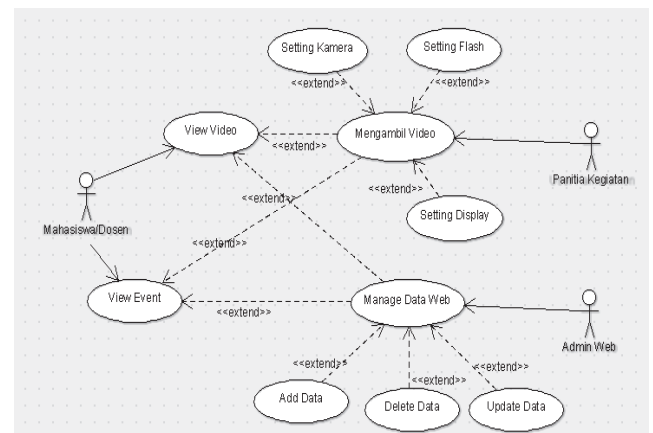 Setting Kamera
Setting Flash
<<extend>>
<<extend>>
View Video
<<extend>>
Mengambil Video
Panitia Kegiatan
<<extend>>
<<extend>>
Setting Display
Mahasiswa/Dosen
<<extend>>
View Event
<<extend>>
Manage Data Web
Admin Web
<<extend>>
<<extend>>
<<extend>>
Add Data
Delete Data
Update Data